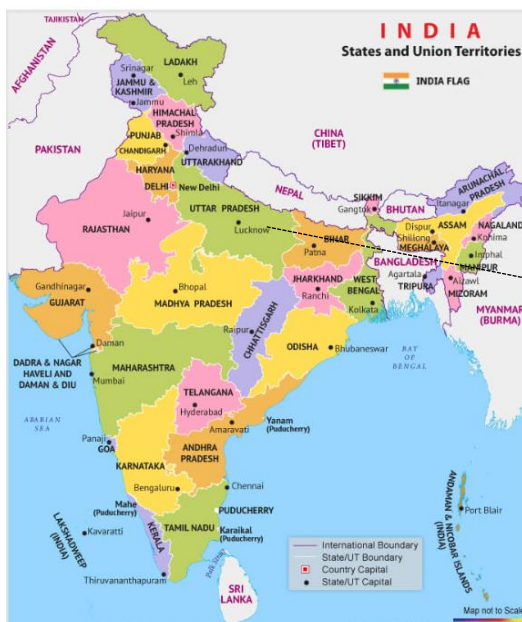 TAJIKISTAN
INDIA
States and Union Territories
INDIA FLAG
AFGHANISTAN
LADAKH
Srinagar
Leh
JAMMU &
KASHMIR
Jammu
HIMACHAL
PRADESH
Shimla
PUNJAB
CHANDIGARH
Dehradun
UTTARAKHAND
PAKISTAN
CHINA
(TIBET)
HARYANA
DELHI
New Delhi
NEPAL
ARUNACHAL
PRADESH
SIKKIM
Gangtok
BHUTAN
Itanagar
UTTAR PRADESH
Lucknow
Jaipur
RAJASTHAN
BIHAR
Patna
Dispur
ASSAM
Shillong
MEGHALAYA
NAGALAND
Kohima
Imphal
MANIPUR
BANGLADESH
Agartala
TRIPURA
Aizawl
MIZORAM
MYANMAR
(BURMA)
Gandhinagar
GUJARAT
Bhopal
MADHYA PRADESH
JHARKHAND
Ranchi
WEST
BENGAL
Kolkata
CHHATTISGARH
Raipur
ODISHA
Bhubaneswar
Daman
DADRA & NAGAR
HAVELI AND
DAMAN & DIU
Mumbai
MAHARASHTRA
BAY
OF
BENGAL
ARABIAN
SEA
TELANGANA
Hyderabad
Amaravati
Yanam
(Puducherry)
Panaji
GOA
KARNATAKA
ANDHRA
PRADESH
Bengaluru
Chennai
Mahe
(Puducherry)
PUDUCHERRY
TAMIL NADU
Karaikal
(Puducherry)
KERALA
LAKSHADWEEP
(INDIA)
Kavaratti
Thiruvananthapuram
Palk Strait
SRI
LANKA
ANDAMAN & NICOBAR ISLANDS
(INDIA)
Port Blair
International Boundary
State/UT Boundary
Country Capital
State/UT Capital
Map not to Scale